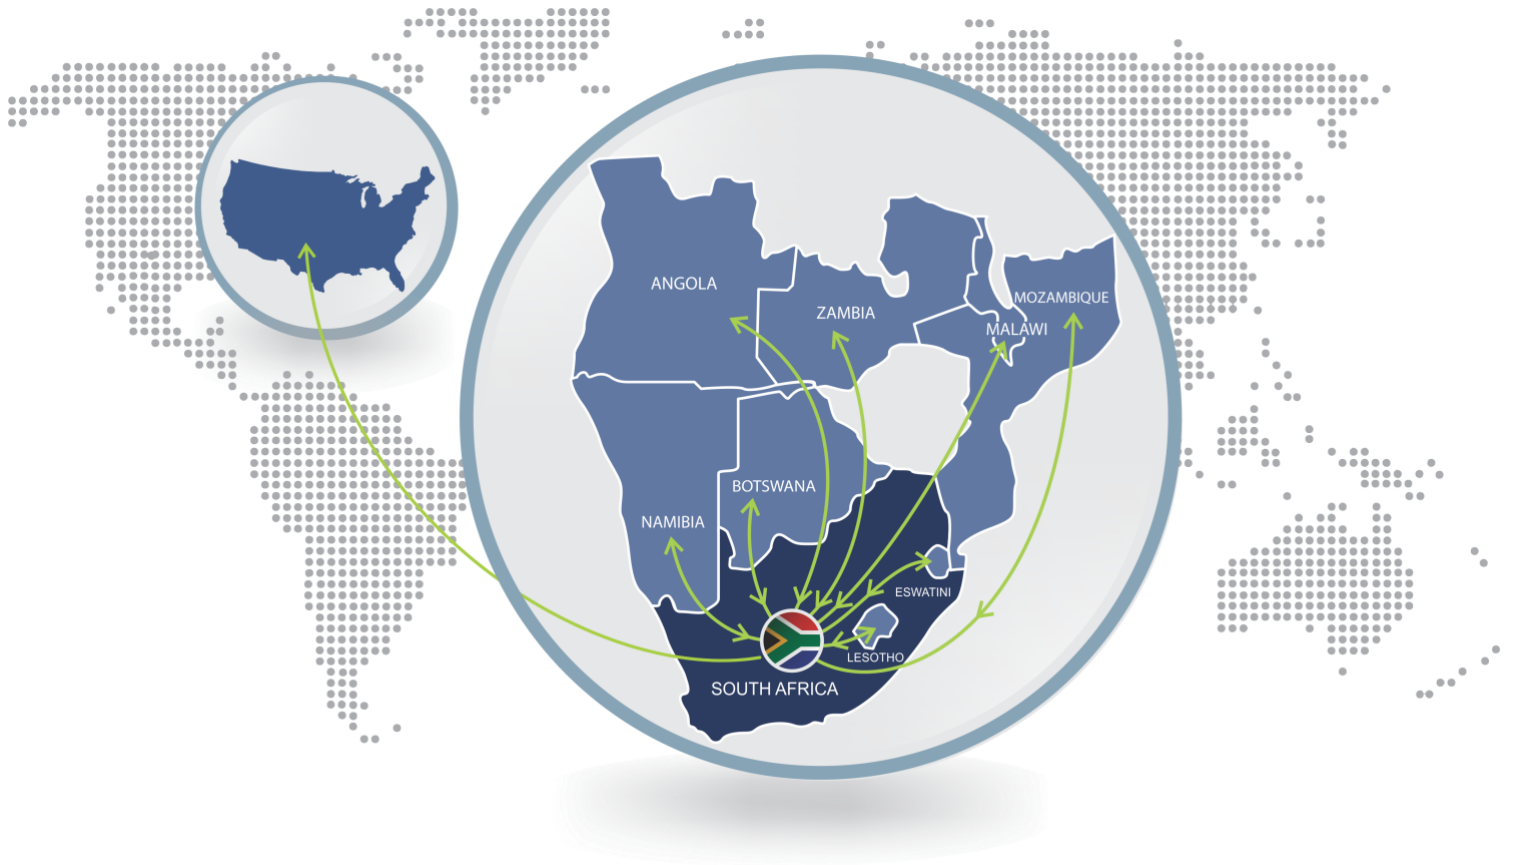 ANGOLA
MOZAMBIQUE
ZAMBIA
MALAWI
BOTSWANA
NAMIBIA
ESWATINI
LESOTHO
SOUTH AFRICA